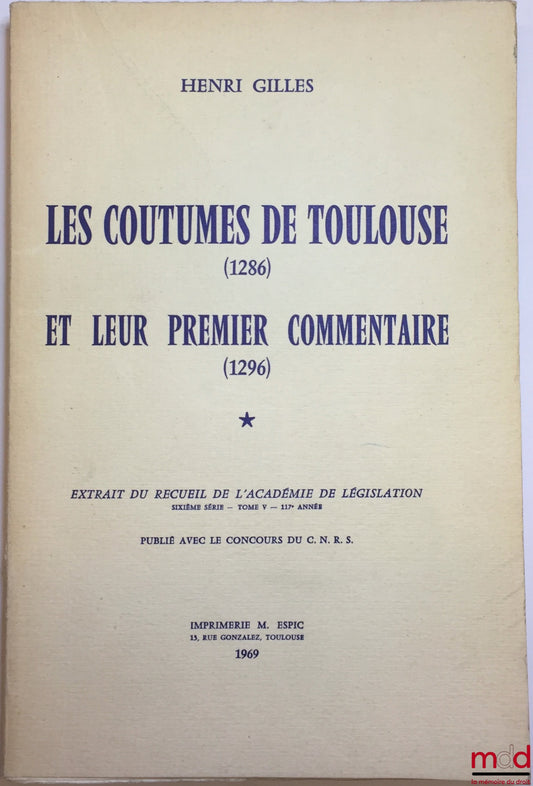 HENRI GILLES
LES COUTUMES DE TOULOUSE
(1286)
ET LEUR PREMIER COMMENTAIRE
(1296)
★
EXTRAIT DU RECUEIL DE L'ACADÉMIE DE LÉGISLATION
SIXIÈME SÉRIE — TOME V — 117e ANNÉE
PUBLIÉ AVEC LE CONCOURS DU C. N. R. S.
IMPRIMERIE M. ESPIC
13, RUE GONZALEZ, TOULOUSE
1969
mdd
la mémoire du droit